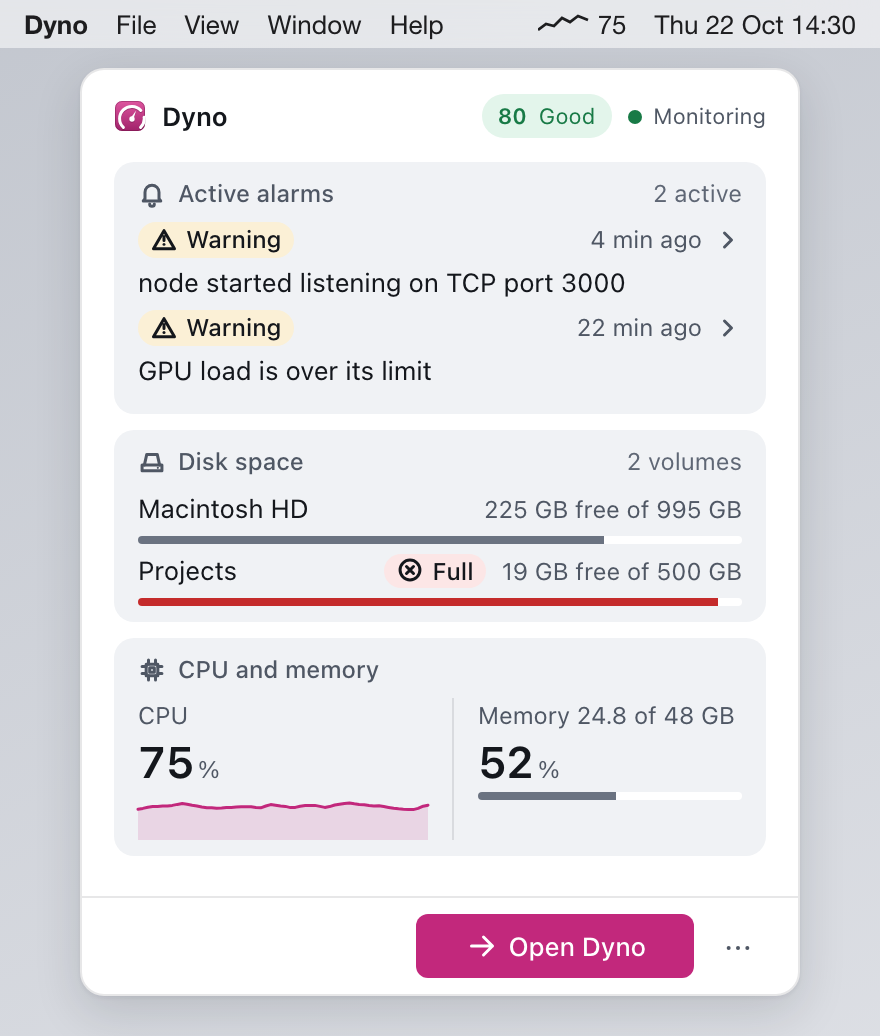 Dyno File View Window Help 75 Thu 22 Oct 14:30
Dyno 80 Good Monitoring
Active alarms 2 active
Warning 4 min ago
node started listening on TCP port 3000
Warning 22 min ago
GPU load is over its limit
Disk space 2 volumes
Macintosh HD 225 GB free of 995 GB
Projects Full 19 GB free of 500 GB
CPU and memory
CPU Memory 24.8 of 48 GB
75 % 52 %
Open Dyno ...